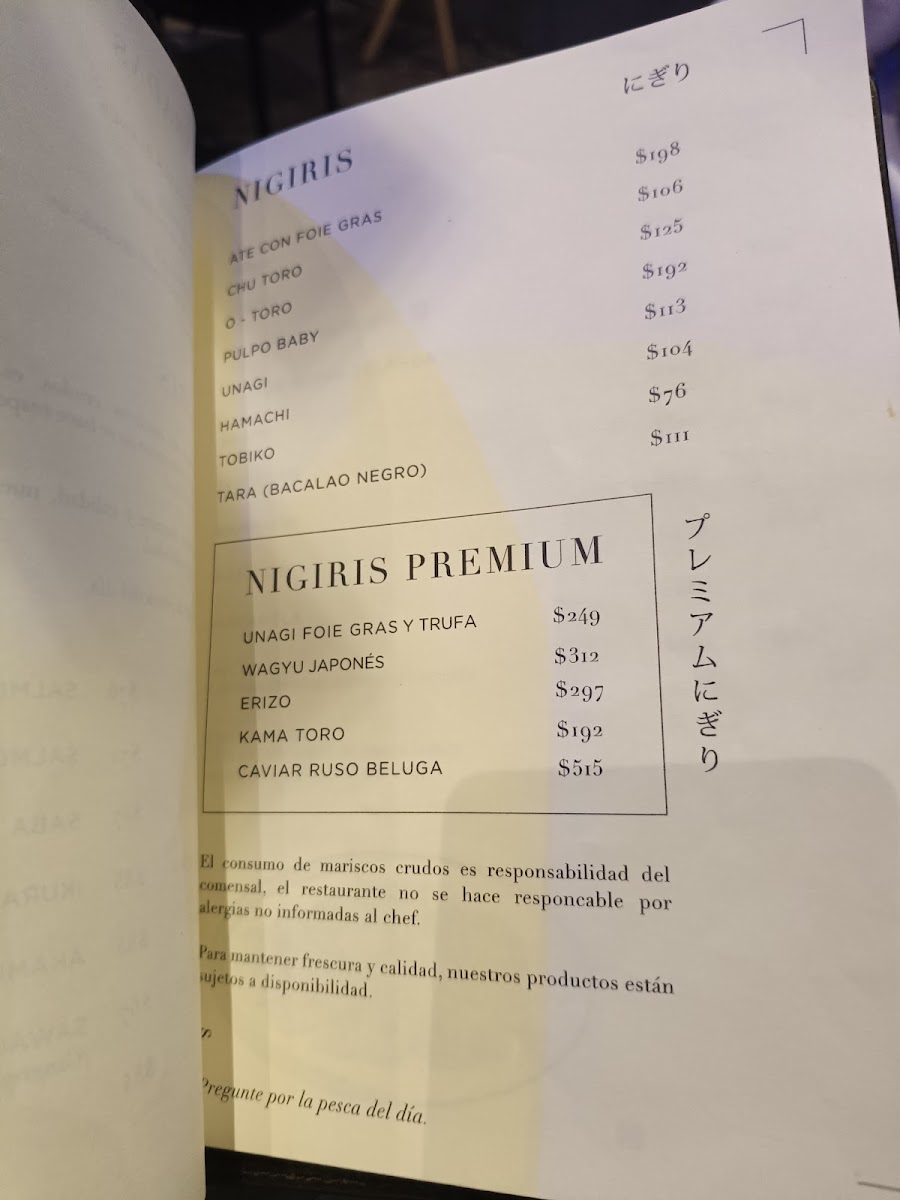 にぎり
NIGIRIS
ATE CON FOIE GRAS $198
CHU TORO $106
O - TORO $125
PULPO BABY $192
UNAGI $113
HAMACHI $104
TOBIKO $76
TARA (BACALAO NEGRO) $111
NIGIRIS PREMIUM
プレミアムにぎり
UNAGI FOIE GRAS Y TRUFA $249
WAGYU JAPONÉS $312
ERIZO $297
KAMA TORO $192
CAVIAR RUSO BELUGA $515
El consumo de mariscos crudos es responsabilidad del
comensal, el restaurante no se hace responcable por
alergias no informadas al chef.
Para mantener frescura y calidad, nuestros productos están
sujetos a disponibilidad.
Pregunte por la pesca del día.